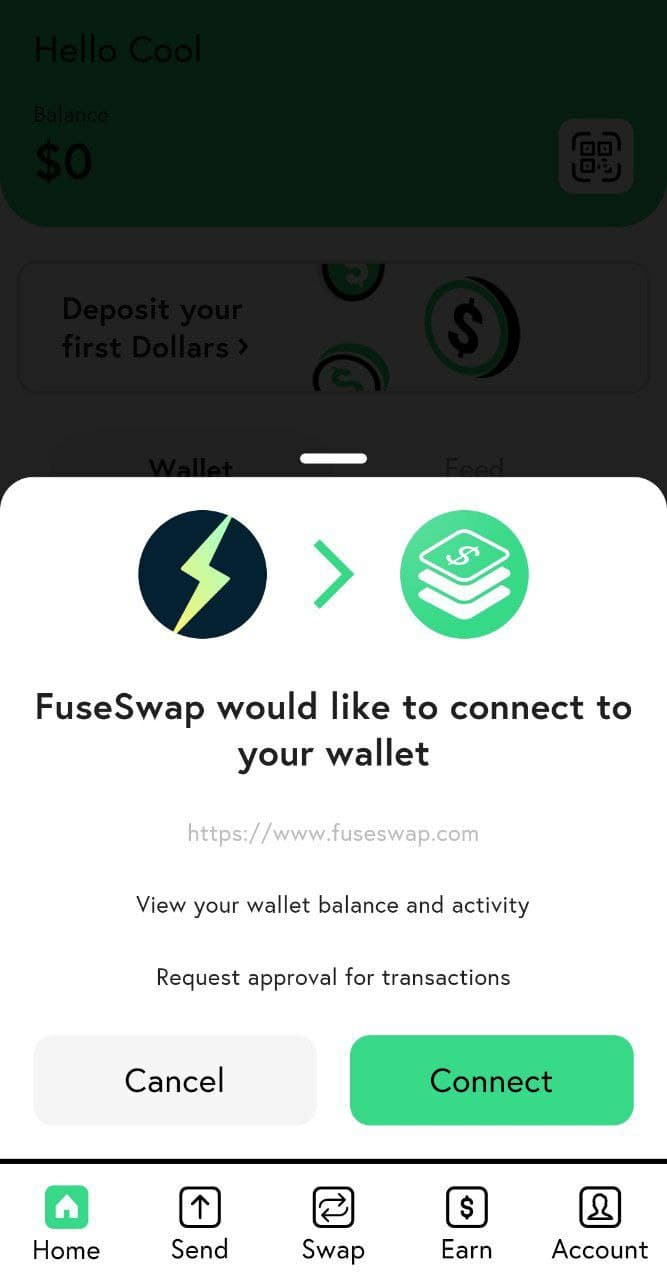 Hello Cool
Balance
$0
Deposit your
first Dollars ›
Wallet
Feed
FuseSwap would like to connect to
your wallet
https://www.fuseswap.com
View your wallet balance and activity
Request approval for transactions
Cancel
Connect
Home
Send
Swap
Earn
Account